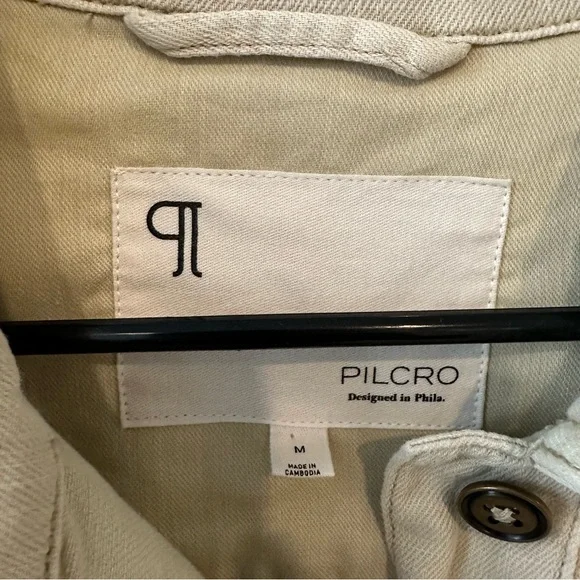 ¶
PILCRO
Designed in Phila.
M
MADE IN
CAMBODIA